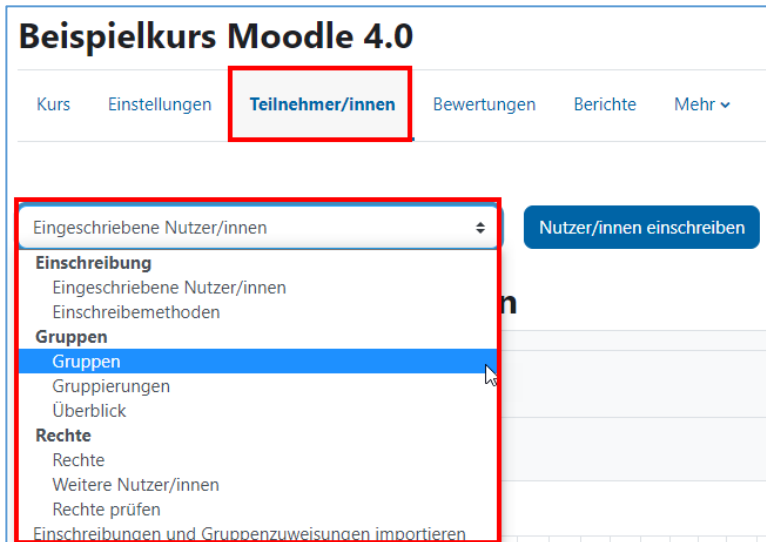 Beispielkurs Moodle 4.0
Kurs Einstellungen Teilnehmer/innen Bewertungen Berichte Mehr
Eingeschriebene Nutzer/innen Nutzer/innen einschreiben
Einschreibung
Eingeschriebene Nutzer/innen
Einschreibemethoden
n
Gruppen
Gruppen
Gruppierungen
Überblick
Rechte
Rechte
Weitere Nutzer/innen
Rechte prüfen
Einschreibungen und Gruppenzuweisungen importieren